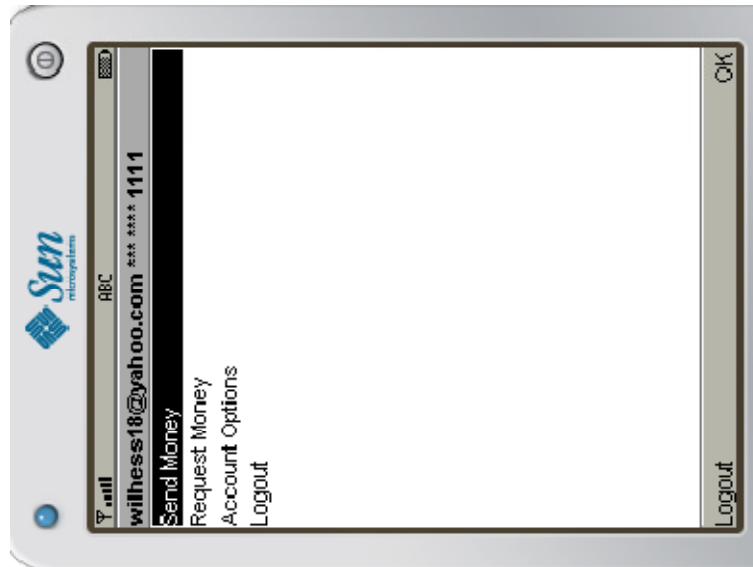 Sun
microsystems
ABC
wilhess18@yahoo.com *** **** 1111
Send Money
Request Money
Account Options
Logout
Logout OK